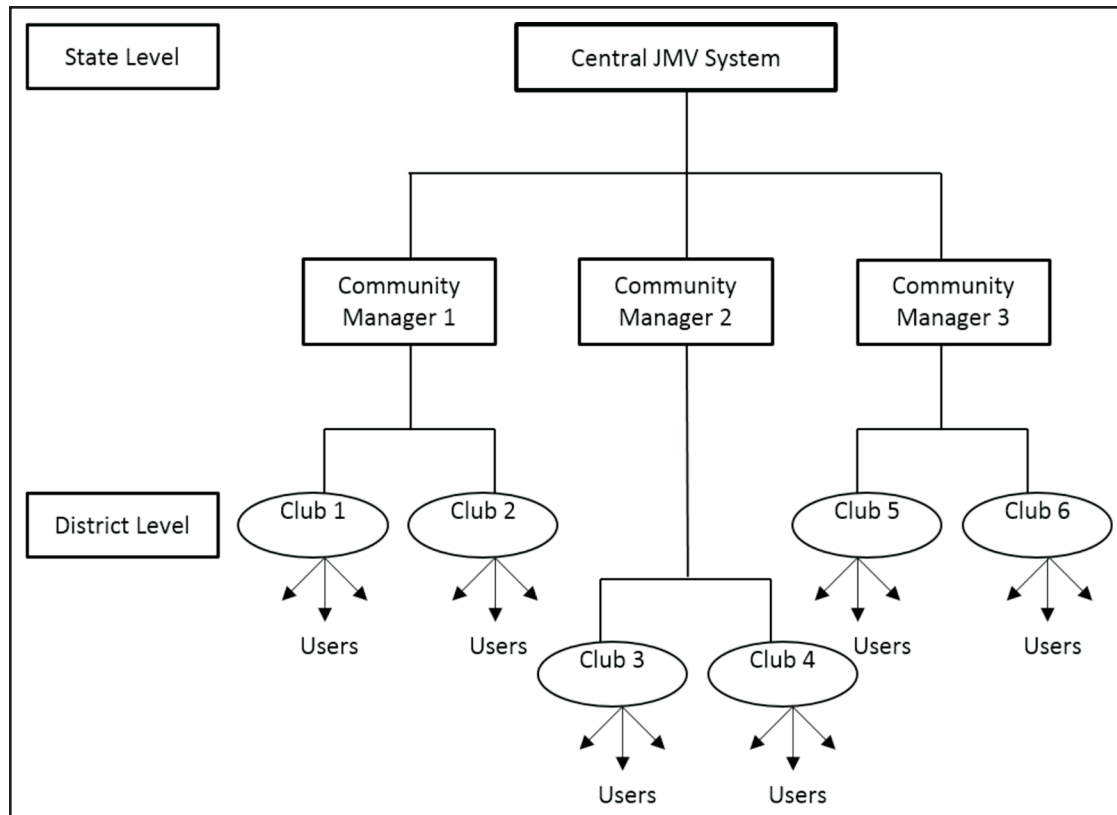 State Level
Central JMV System
Community
Manager 1
Community
Manager 2
Community
Manager 3
District Level
Club 1
Club 2
Club 5
Club 6
Users
Users
Users
Users
Club 3
Club 4
Users
Users